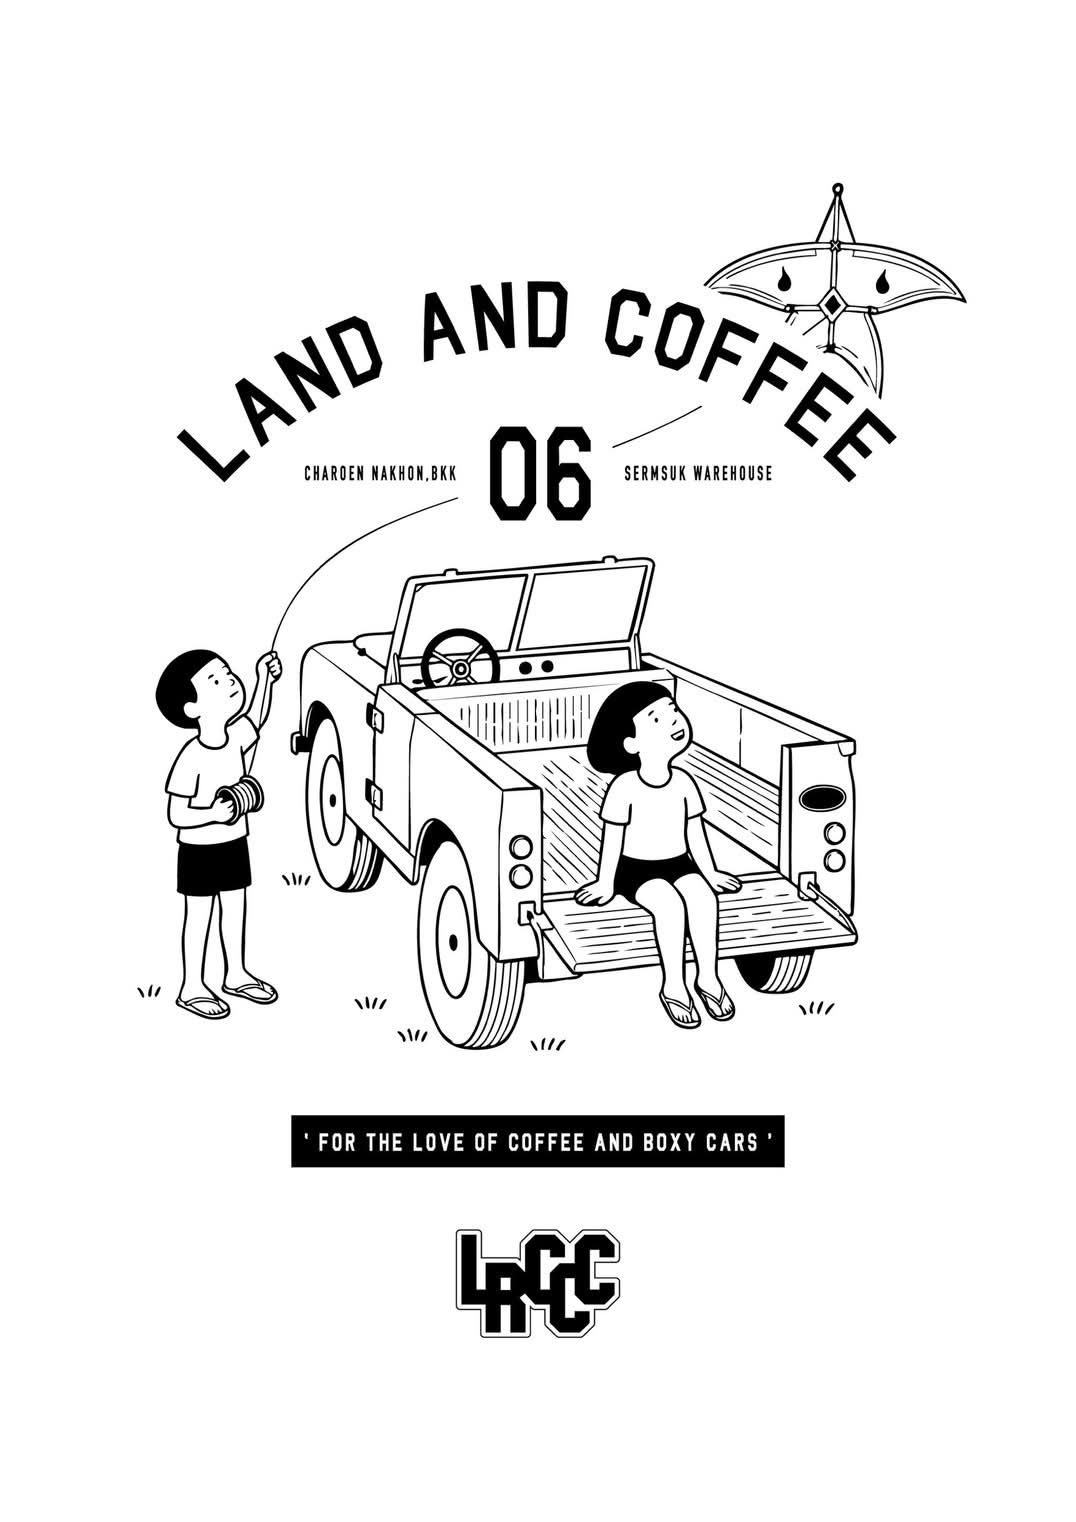 LAND AND COFFEE
CHAROEN NAKHON,BKK
06
SERMSUK WAREHOUSE
' FOR THE LOVE OF COFFEE AND BOXY CARS '
LRCCC